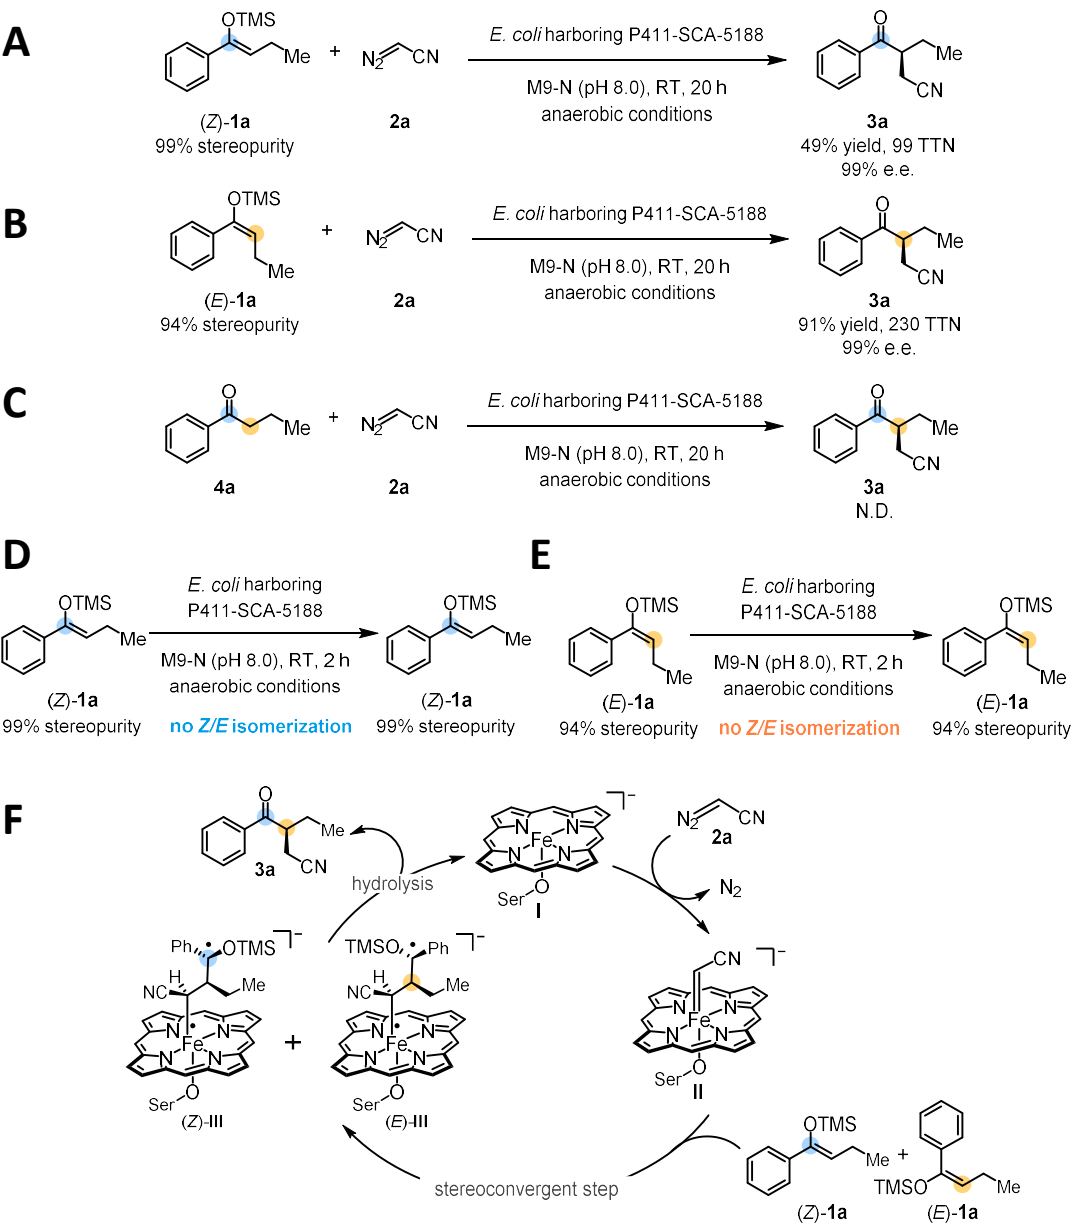 A
OTMS
Me
(Z)-1a
99% stereopurity
+
N2
CN
2a
E. coli harboring P411-SCA-5188
M9-N (pH 8.0), RT, 20 h
anaerobic conditions
O
Me
CN
3a
49% yield, 99 TTN
99% e.e.
B
OTMS
Me
(E)-1a
94% stereopurity
+
N2
CN
2a
E. coli harboring P411-SCA-5188
M9-N (pH 8.0), RT, 20 h
anaerobic conditions
O
Me
CN
3a
91% yield, 230 TTN
99% e.e.
C
O
Me
4a
+
N2
CN
2a
E. coli harboring P411-SCA-5188
M9-N (pH 8.0), RT, 20 h
anaerobic conditions
O
Me
CN
3a
N.D.
D
OTMS
Me
(Z)-1a
99% stereopurity
E. coli harboring
P411-SCA-5188
M9-N (pH 8.0), RT, 2 h
anaerobic conditions
no Z/E isomerization
OTMS
Me
(Z)-1a
99% stereopurity
E
OTMS
Me
(E)-1a
94% stereopurity
E. coli harboring
P411-SCA-5188
M9-N (pH 8.0), RT, 2 h
anaerobic conditions
no Z/E isomerization
OTMS
Me
(E)-1a
94% stereopurity
F
O
Me
CN
3a
hydrolysis
−
N
N
Fe
N
N
O
Ser
I
N2
CN
2a
N2
−
CN
N
N
Fe
N
N
O
Ser
II
OTMS
Me
(Z)-1a
+
TMSO
Me
(E)-1a
stereoconvergent step
−
Ph
OTMS
H
NC
Me
N
N
Fe
N
N
O
Ser
(Z)-III
+
−
TMSO
Ph
H
NC
Me
N
N
Fe
N
N
O
Ser
(E)-III